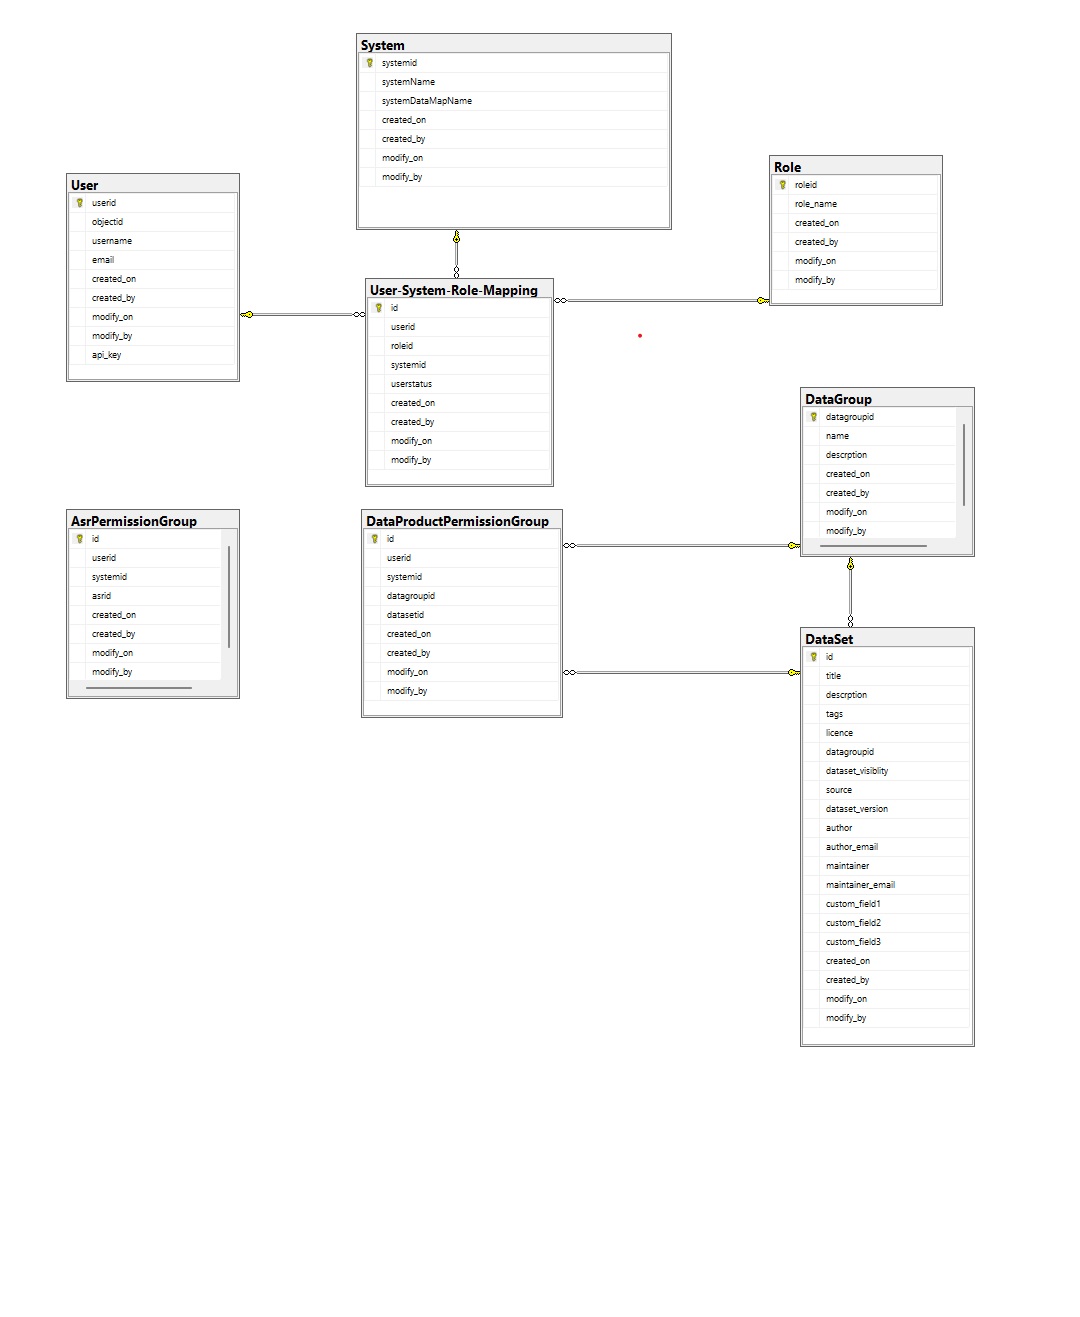 System
systemid
systemName
systemDataMapName
created_on
created_by
modify_on
modify_by
User
userid
objectid
username
email
created_on
created_by
modify_on
modify_by
api_key
Role
roleid
role_name
created_on
created_by
modify_on
modify_by
User-System-Role-Mapping
id
userid
roleid
systemid
userstatus
created_on
created_by
modify_on
modify_by
DataGroup
datagroupid
name
descrption
created_on
created_by
modify_on
modify_by
AsrPermissionGroup
id
userid
systemid
asrid
created_on
created_by
modify_on
modify_by
DataProductPermissionGroup
id
userid
systemid
datagroupid
datasetid
created_on
created_by
modify_on
modify_by
DataSet
id
title
descrption
tags
licence
datagroupid
dataset_visiblity
source
dataset_version
author
author_email
maintainer
maintainer_email
custom_field1
custom_field2
custom_field3
created_on
created_by
modify_on
modify_by